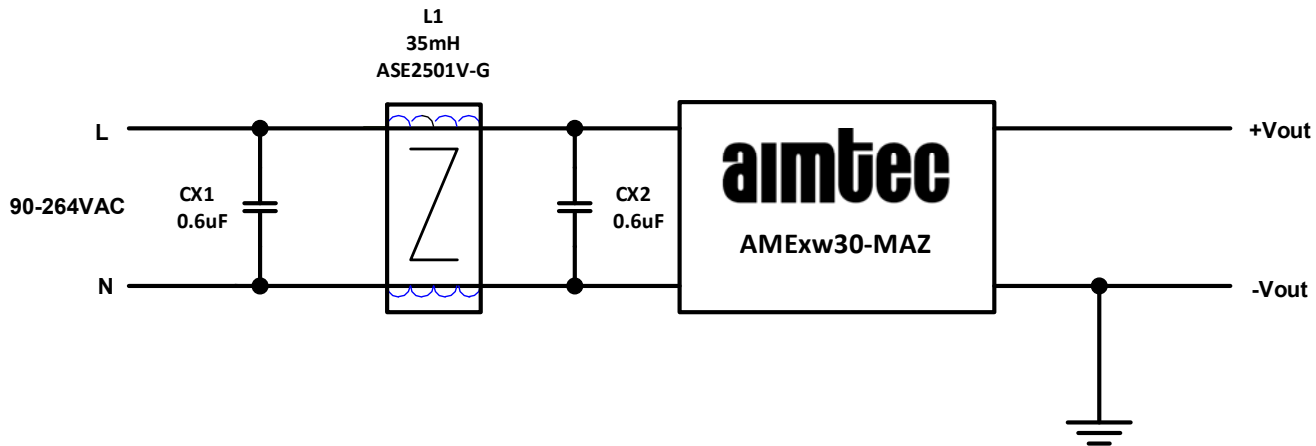 L1
35mH
ASE2501V-G
L
+Vout
aimtec
CX1
0.6uF
CX2
0.6uF
90-264VAC
AMExw30-MAZ
N
-Vout